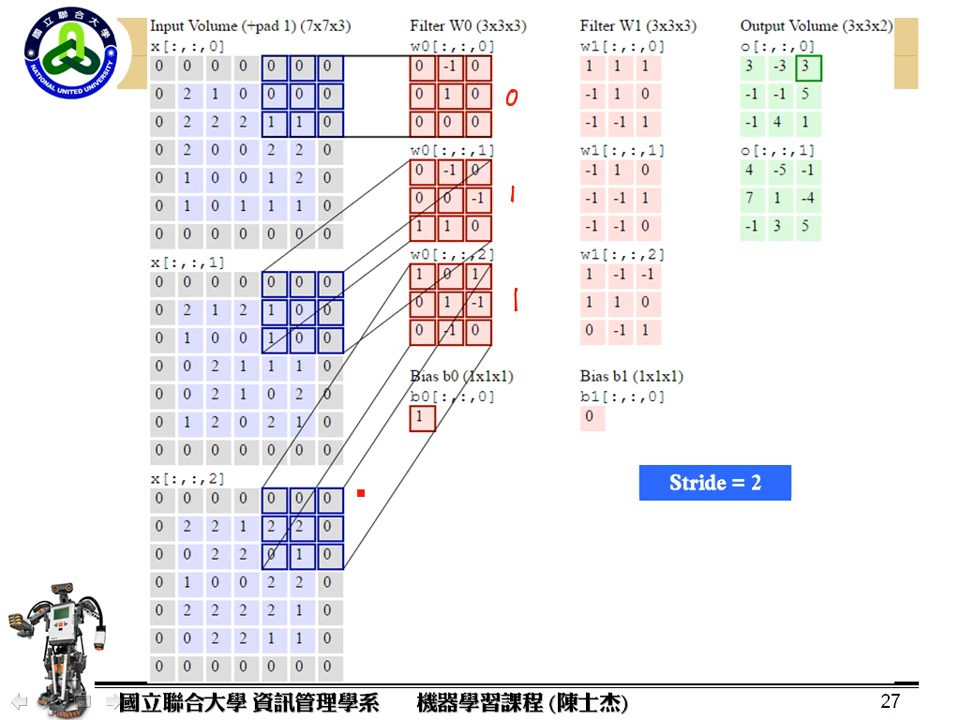 國立聯合大學
NATIONAL UNITED UNIVERSITY
Input Volume (+pad 1) (7x7x3)
x[:,:,0]
0 0 0 0 0 0 0
0 2 1 0 0 0 0
0 2 2 2 1 1 0
0 2 0 0 2 2 0
0 1 0 0 1 2 0
0 1 0 1 1 1 0
0 0 0 0 0 0 0
x[:,:,1]
0 0 0 0 0 0 0
0 2 1 2 1 0 0
0 1 0 0 1 0 0
0 0 2 1 1 1 0
0 0 2 1 0 2 0
0 1 2 0 2 1 0
0 0 0 0 0 0 0
x[:,:,2]
0 0 0 0 0 0 0
0 2 2 1 2 2 0
0 0 2 2 0 1 0
0 1 0 0 2 2 0
0 2 2 2 2 1 0
0 0 2 2 1 1 0
0 0 0 0 0 0 0
Filter W0 (3x3x3)
w0[:,:,0]
0 -1 0
0 1 0
0 0 0
0
w0[:,:,1]
0 -1 0
0 0 -1
1 1 0
1
w0[:,:,2]
1 0 1
0 1 -1
0 -1 0
1
Bias b0 (1x1x1)
b0[:,:,0]
1
Filter W1 (3x3x3)
w1[:,:,0]
1 1 1
-1 1 0
-1 -1 1
w1[:,:,1]
-1 1 0
-1 -1 1
-1 -1 0
w1[:,:,2]
1 -1 -1
1 1 0
0 -1 1
Bias b1 (1x1x1)
b1[:,:,0]
0
Output Volume (3x3x2)
o[:,:,0]
3 -3 3
-1 -1 5
-1 4 1
o[:,:,1]
4 -5 -1
7 1 -4
-1 3 5
Stride = 2
國立聯合大學 資訊管理學系 機器學習課程 (陳士杰)
27